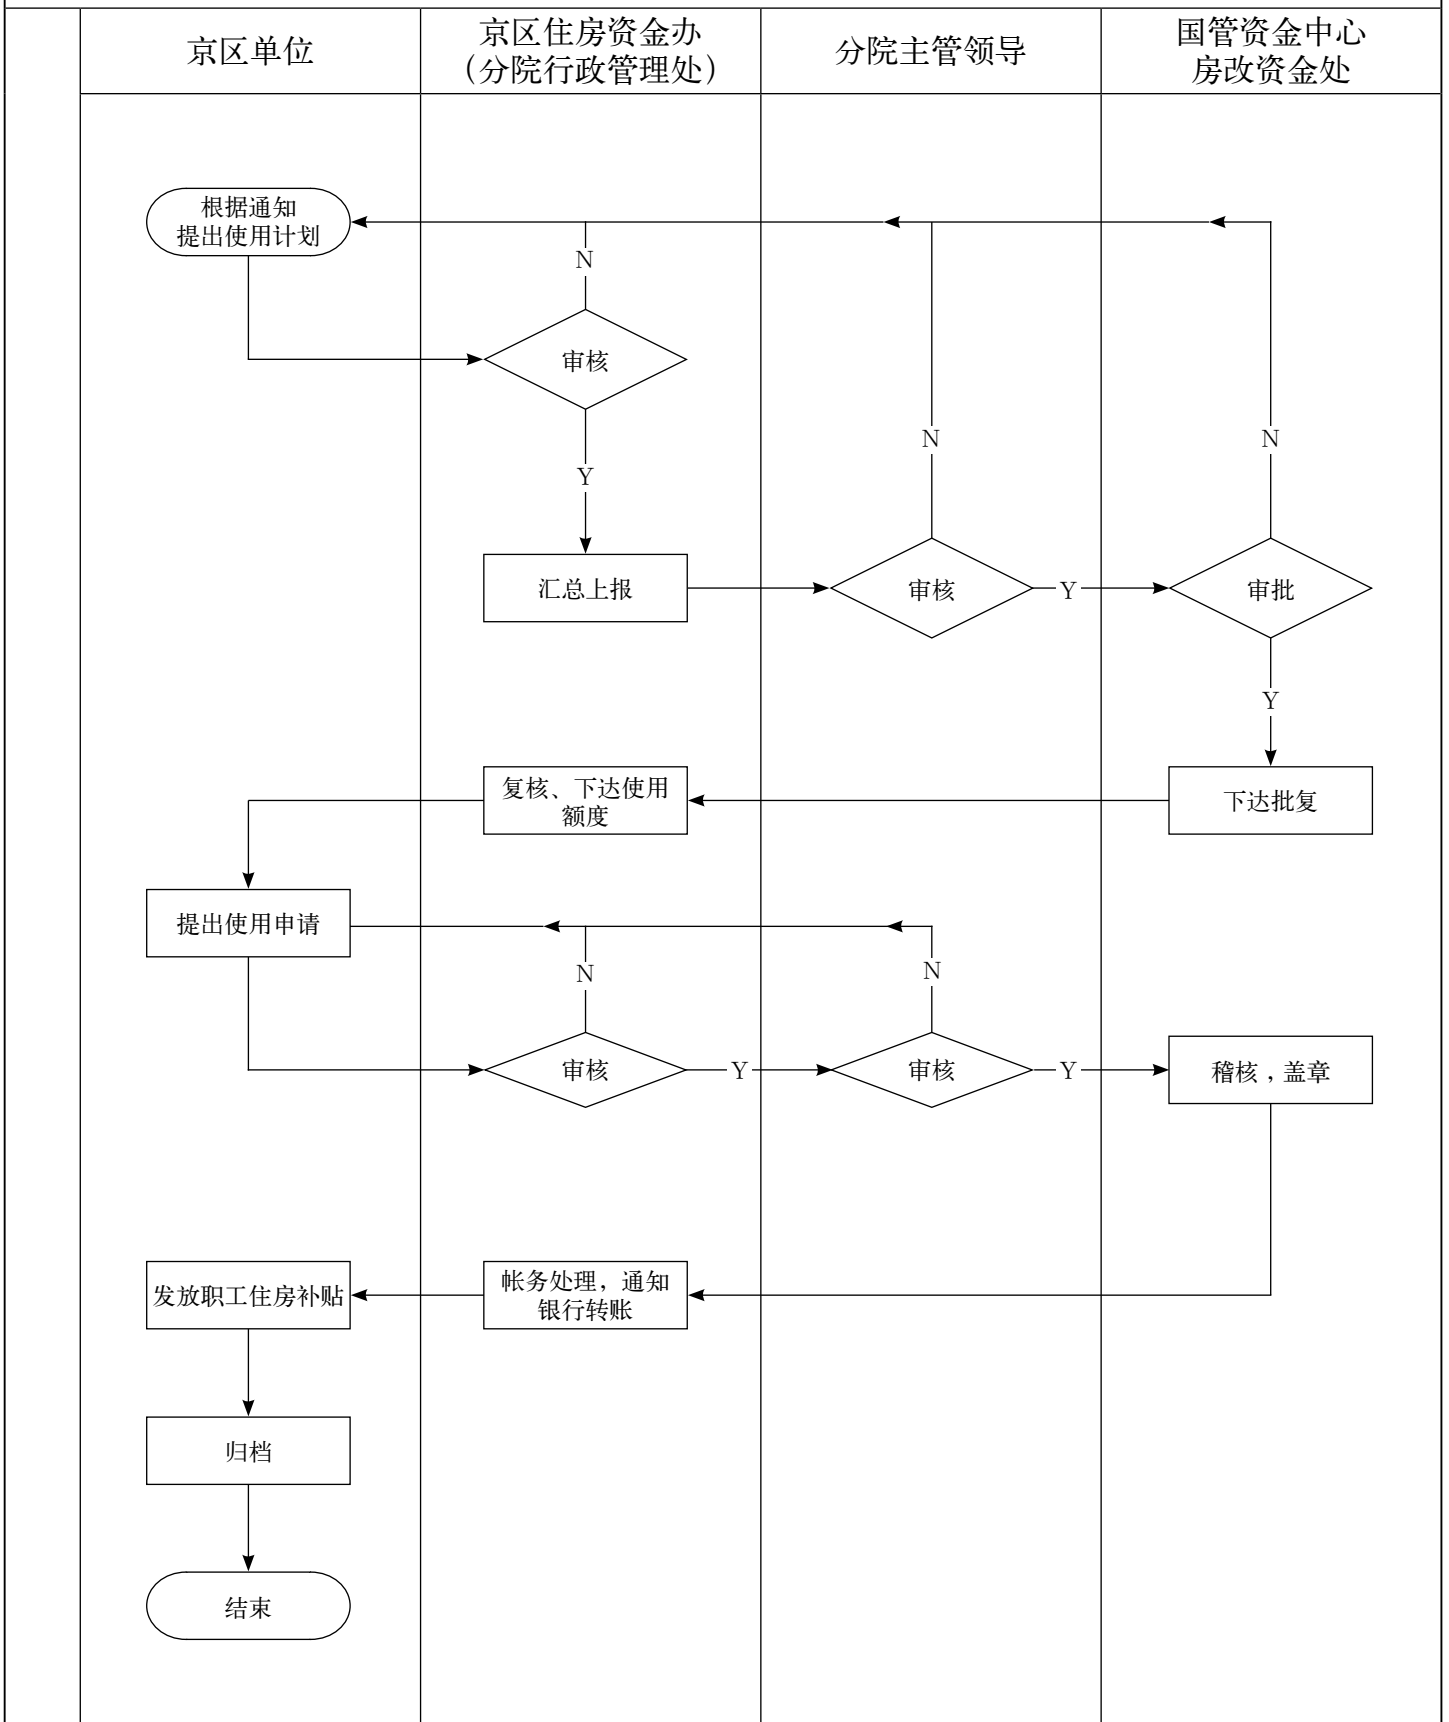 京区单位
京区住房资金办
（分院行政管理处）
分院主管领导
国管资金中心
房改资金处
根据通知
提出使用计划
N
审核
N
N
Y
汇总上报
审核
Y
审批
Y
复核、下达使用
额度
下达批复
提出使用申请
N
N
审核
Y
审核
Y
稽核，盖章
发放职工住房补贴
帐务处理，通知
银行转账
归档
结束